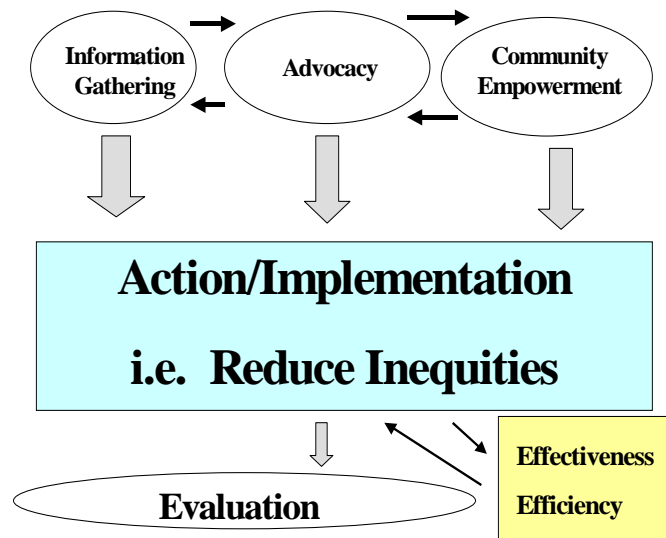 Information
Gathering
Advocacy
Community
Empowerment
Action/Implementation
i.e. Reduce Inequities
Effectiveness
Efficiency
Evaluation